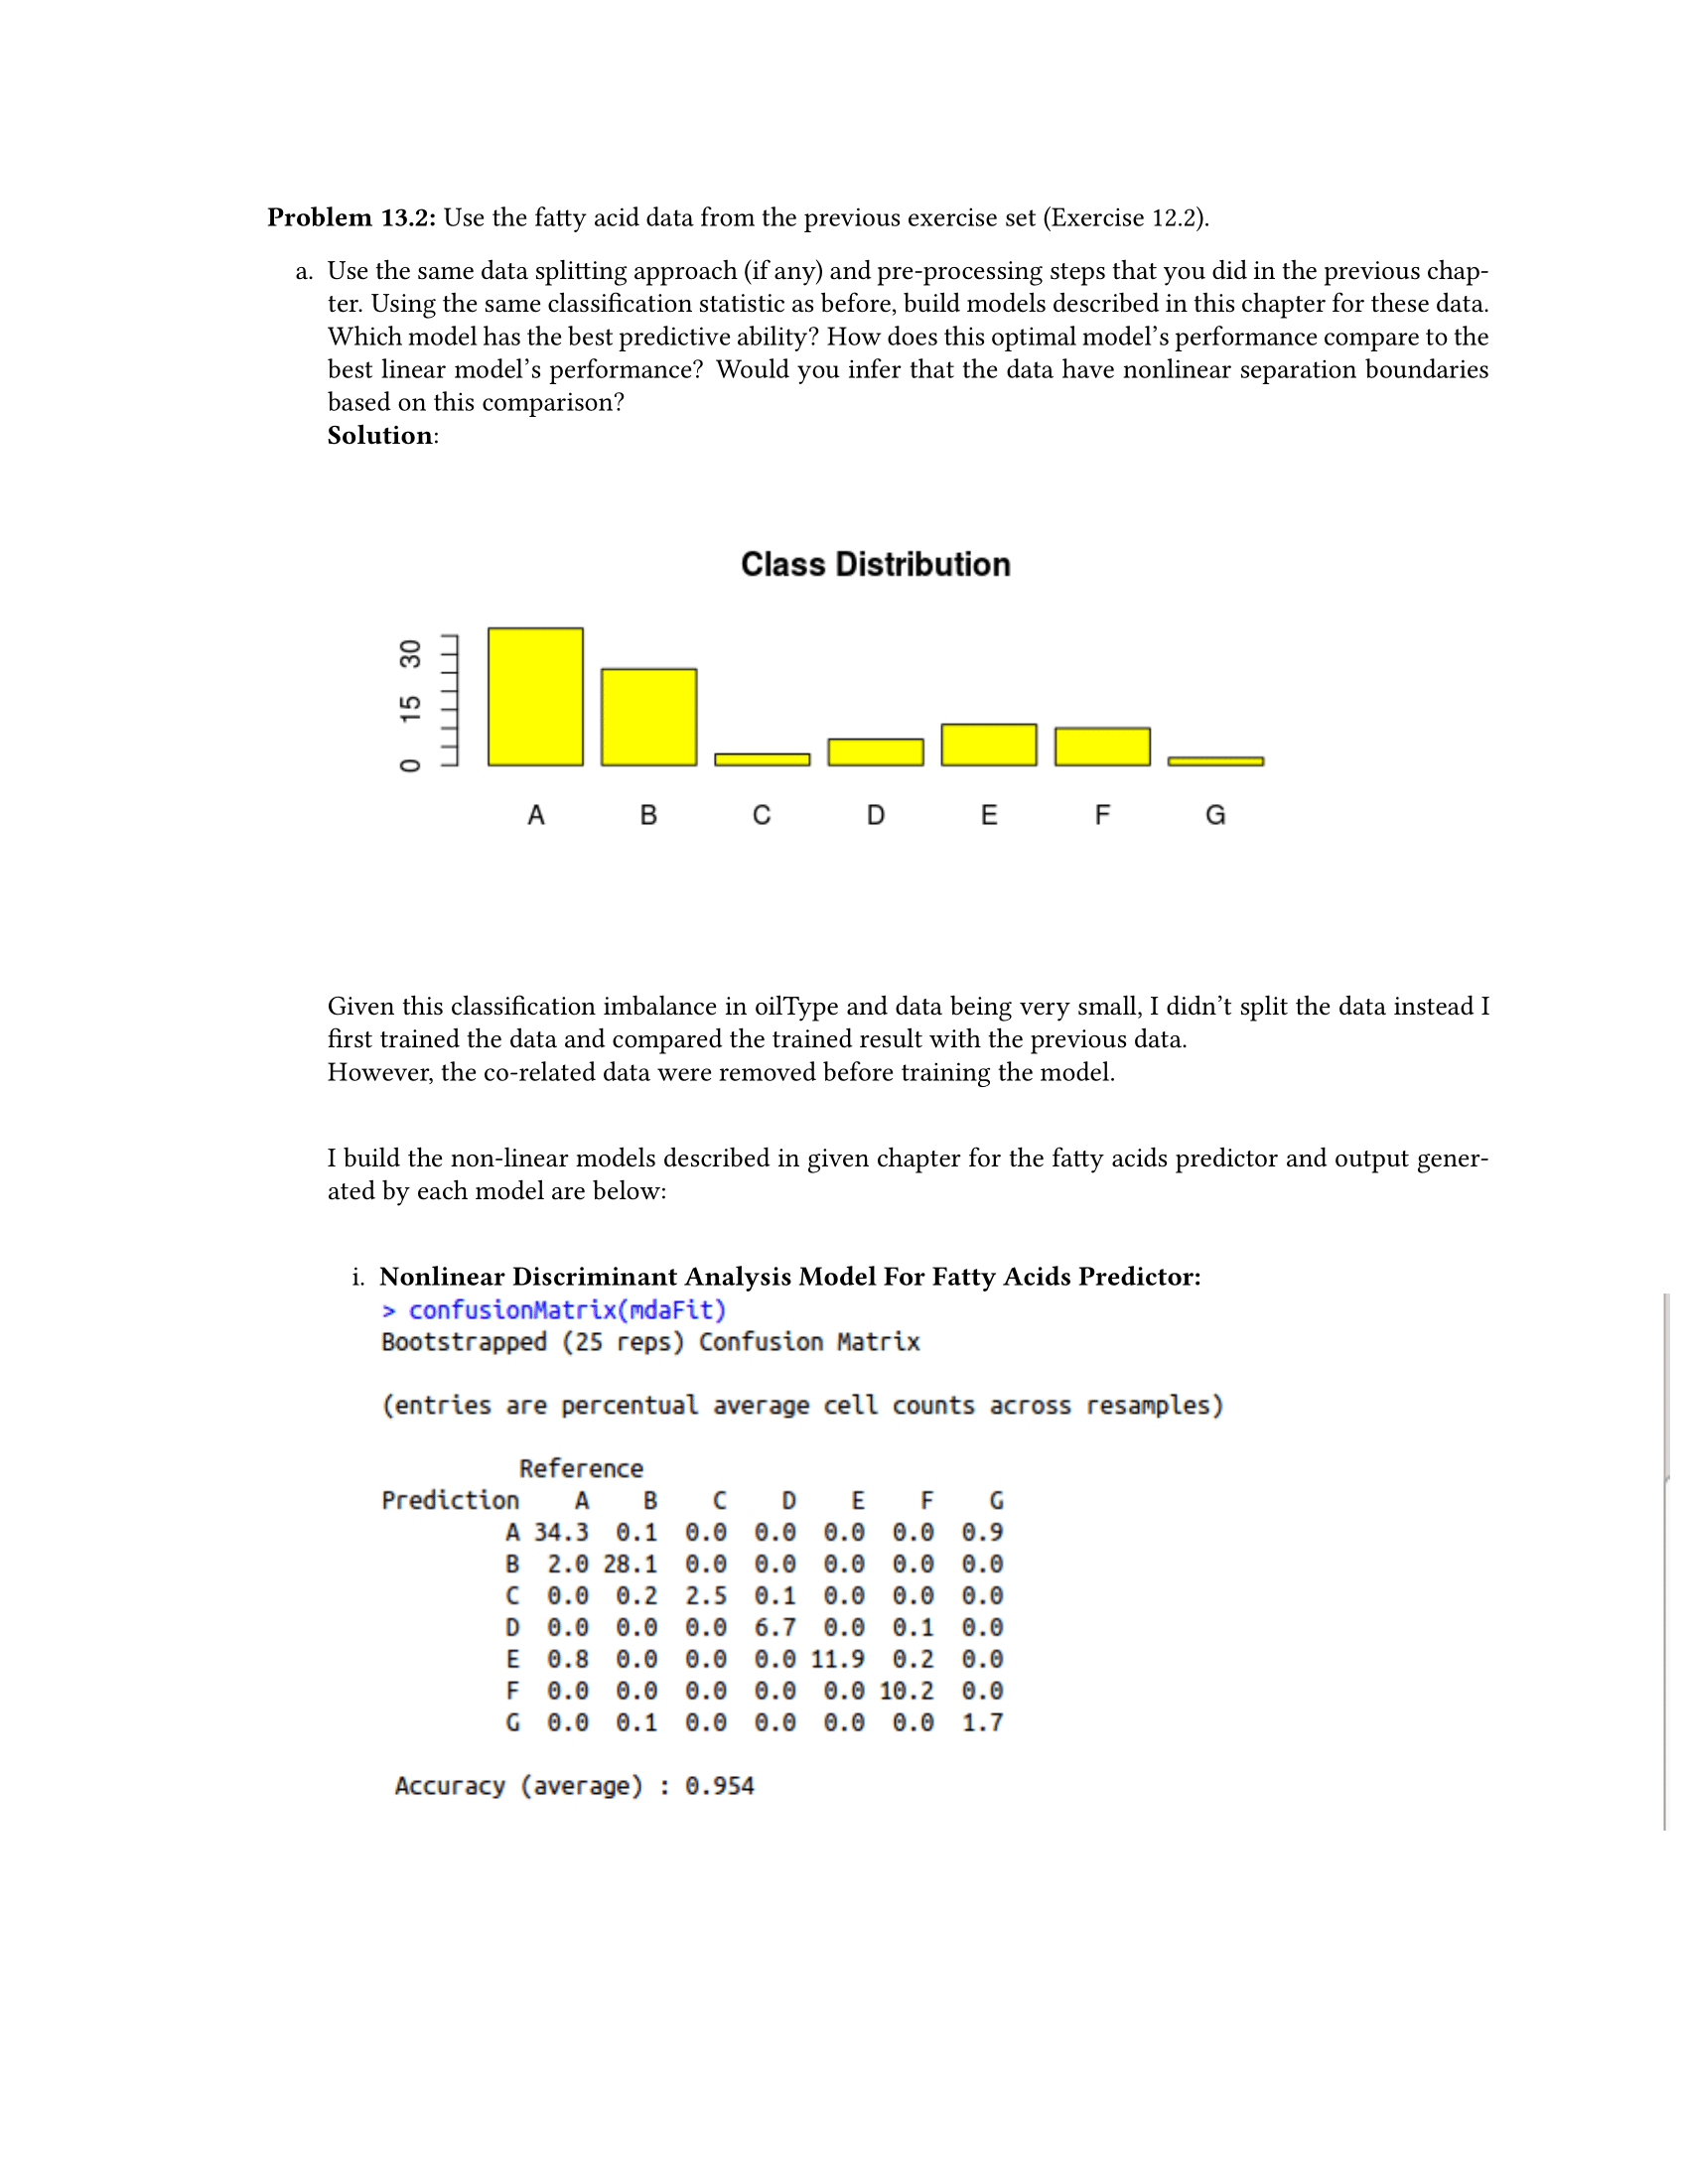 Problem 13.2: Use the fatty acid data from the previous exercise set (Exercise 12.2).
a. Use the same data splitting approach (if any) and pre-processing steps that you did in the previous chap-
ter. Using the same classification statistic as before, build models described in this chapter for these data.
Which model has the best predictive ability? How does this optimal model's performance compare to the
best linear model's performance? Would you infer that the data have nonlinear separation boundaries
based on this comparison?
Solution:
Class Distribution
0 15 30
A B C D E F G
Given this classification imbalance in oilType and data being very small, I didn't split the data instead I
first trained the data and compared the trained result with the previous data.
However, the co-related data were removed before training the model.
I build the non-linear models described in given chapter for the fatty acids predictor and output gener-
ated by each model are below:
i. Nonlinear Discriminant Analysis Model For Fatty Acids Predictor:
> confusionMatrix(mdaFit)
Bootstrapped (25 reps) Confusion Matrix
(entries are percentual average cell counts across resamples)
Reference
Prediction A B C D E F G
A 34.3 0.1 0.0 0.0 0.0 0.0 0.9
B 2.0 28.1 0.0 0.0 0.0 0.0 0.0
C 0.0 0.2 2.5 0.1 0.0 0.0 0.0
D 0.0 0.0 0.0 6.7 0.0 0.1 0.0
E 0.8 0.0 0.0 0.0 11.9 0.2 0.0
F 0.0 0.0 0.0 0.0 0.0 10.2 0.0
G 0.0 0.1 0.0 0.0 0.0 0.0 1.7
Accuracy (average) : 0.954